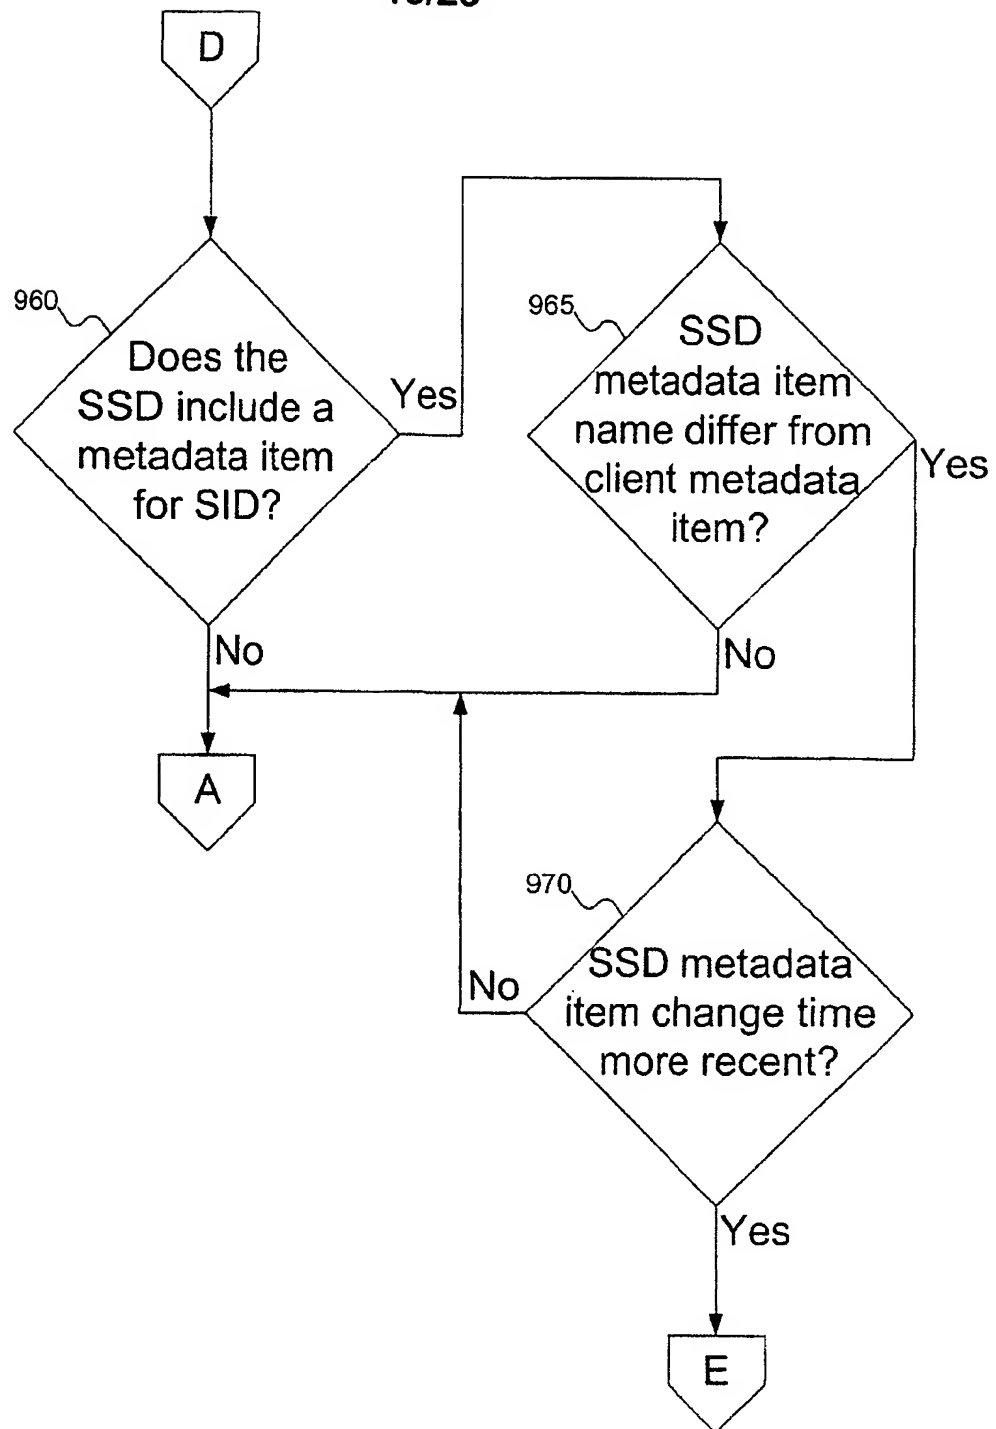 D
960
Does the
SSD include a
metadata item
for SID?
Yes
No
965
SSD
metadata item
name differ from
client metadata
item?
Yes
No
A
970
SSD metadata
item change time
more recent?
No
Yes
E